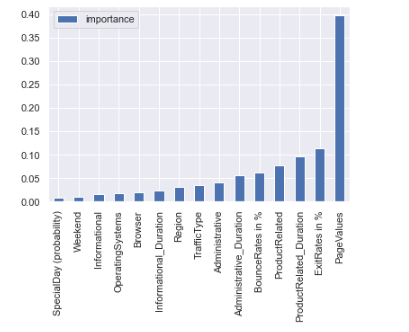 0.40
importance
0.35
0.30
0.25
0.20
0.15
0.10
0.05
0.00
SpecialDay (probability)
Weekend
Informational
OperatingSystems
Browser
Informational_Duration
Region
TrafficType
Administrative
Administrative_Duration
BounceRates in %
ProductRelated
ProductRelated_Duration
ExitRates in %
PageValues